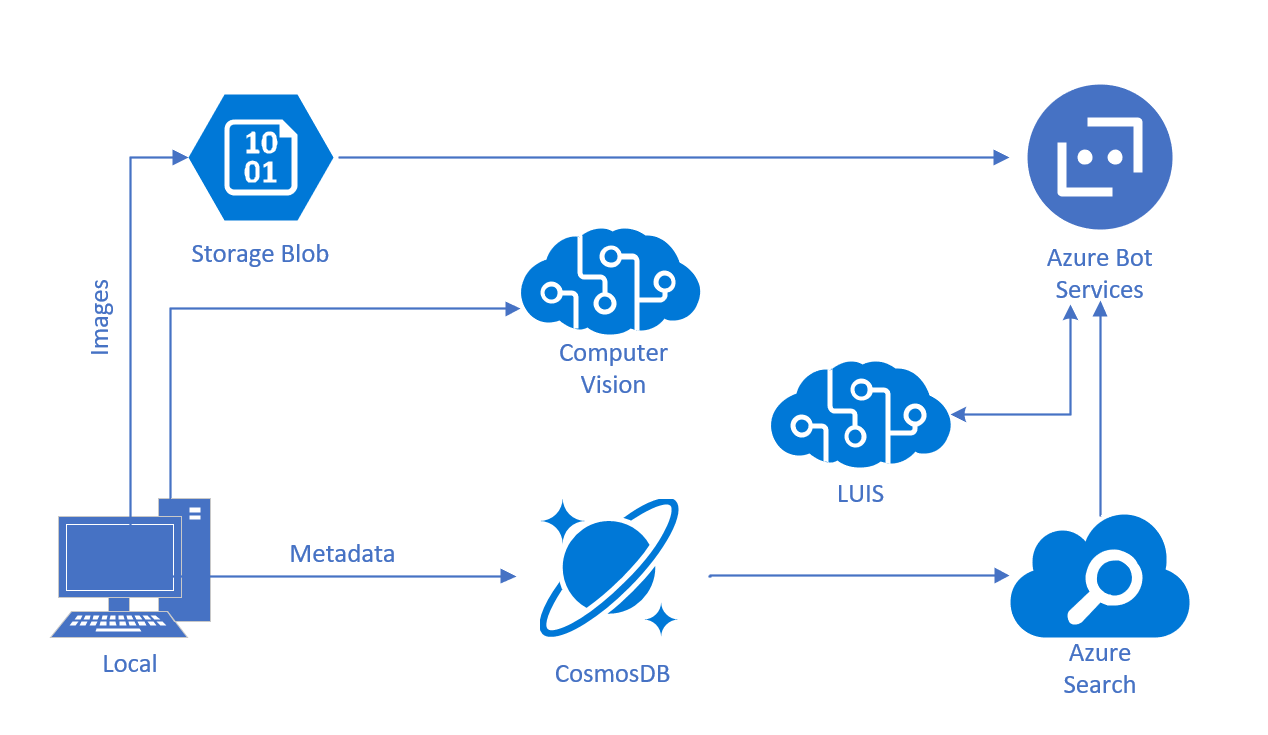 10
01
Storage Blob
Azure Bot
Services
Images
Computer
Vision
LUIS
Metadata
Local
CosmosDB
Azure
Search